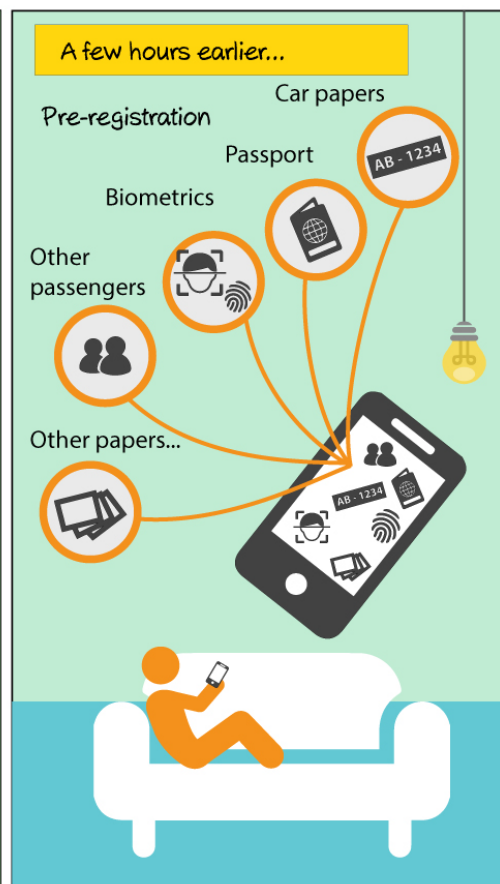 A few hours earlier...
Pre-registration
Car papers
AB - 1234
Passport
Biometrics
Other
passengers
Other papers...
AB - 1234